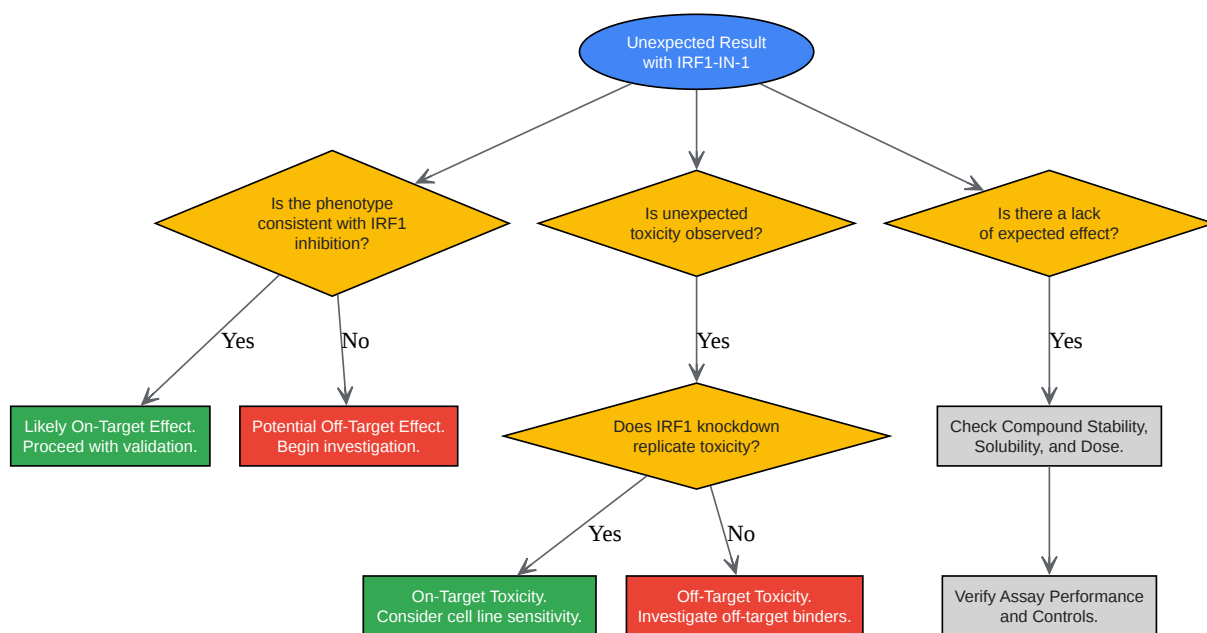 Unexpected Result
with IRF1-IN-1
Is the phenotype
consistent with IRF1
inhibition?
Is unexpected
toxicity observed?
Is there a lack
of expected effect?
Yes
No
Yes
Yes
Likely On-Target Effect.
Proceed with validation.
Potential Off-Target Effect.
Begin investigation.
Does IRF1 knockdown
replicate toxicity?
Check Compound Stability,
Solubility, and Dose.
Yes
No
On-Target Toxicity.
Consider cell line sensitivity.
Off-Target Toxicity.
Investigate off-target binders.
Verify Assay Performance
and Controls.